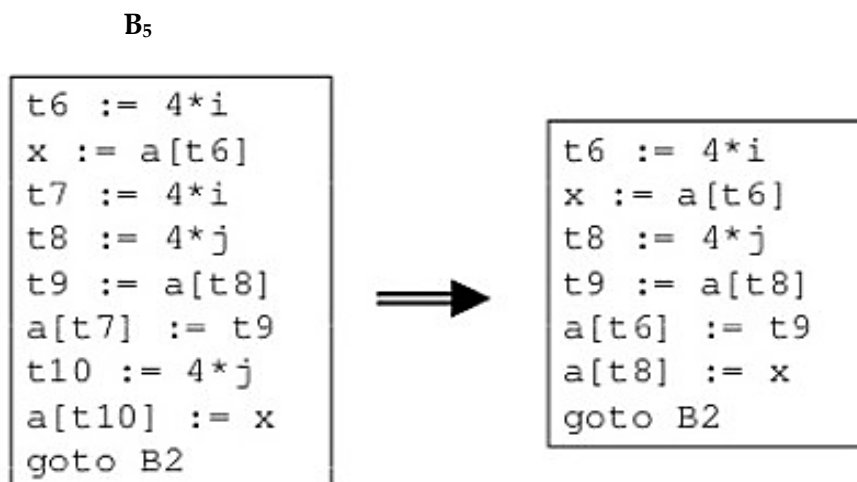 B₅
t6 := 4*i
x := a[t6]
t7 := 4*i
t8 := 4*j
t9 := a[t8]
a[t7] := t9
t10 := 4*j
a[t10] := x
goto B2
t6 := 4*i
x := a[t6]
t8 := 4*j
t9 := a[t8]
a[t6] := t9
a[t8] := x
goto B2